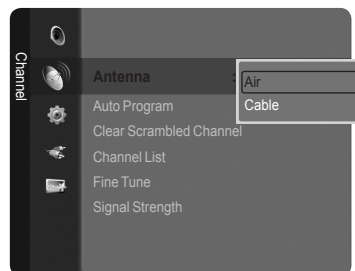 Channel
Antenna :
Air
Cable
Auto Program
Clear Scrambled Channel
Channel List
Fine Tune
Signal Strength